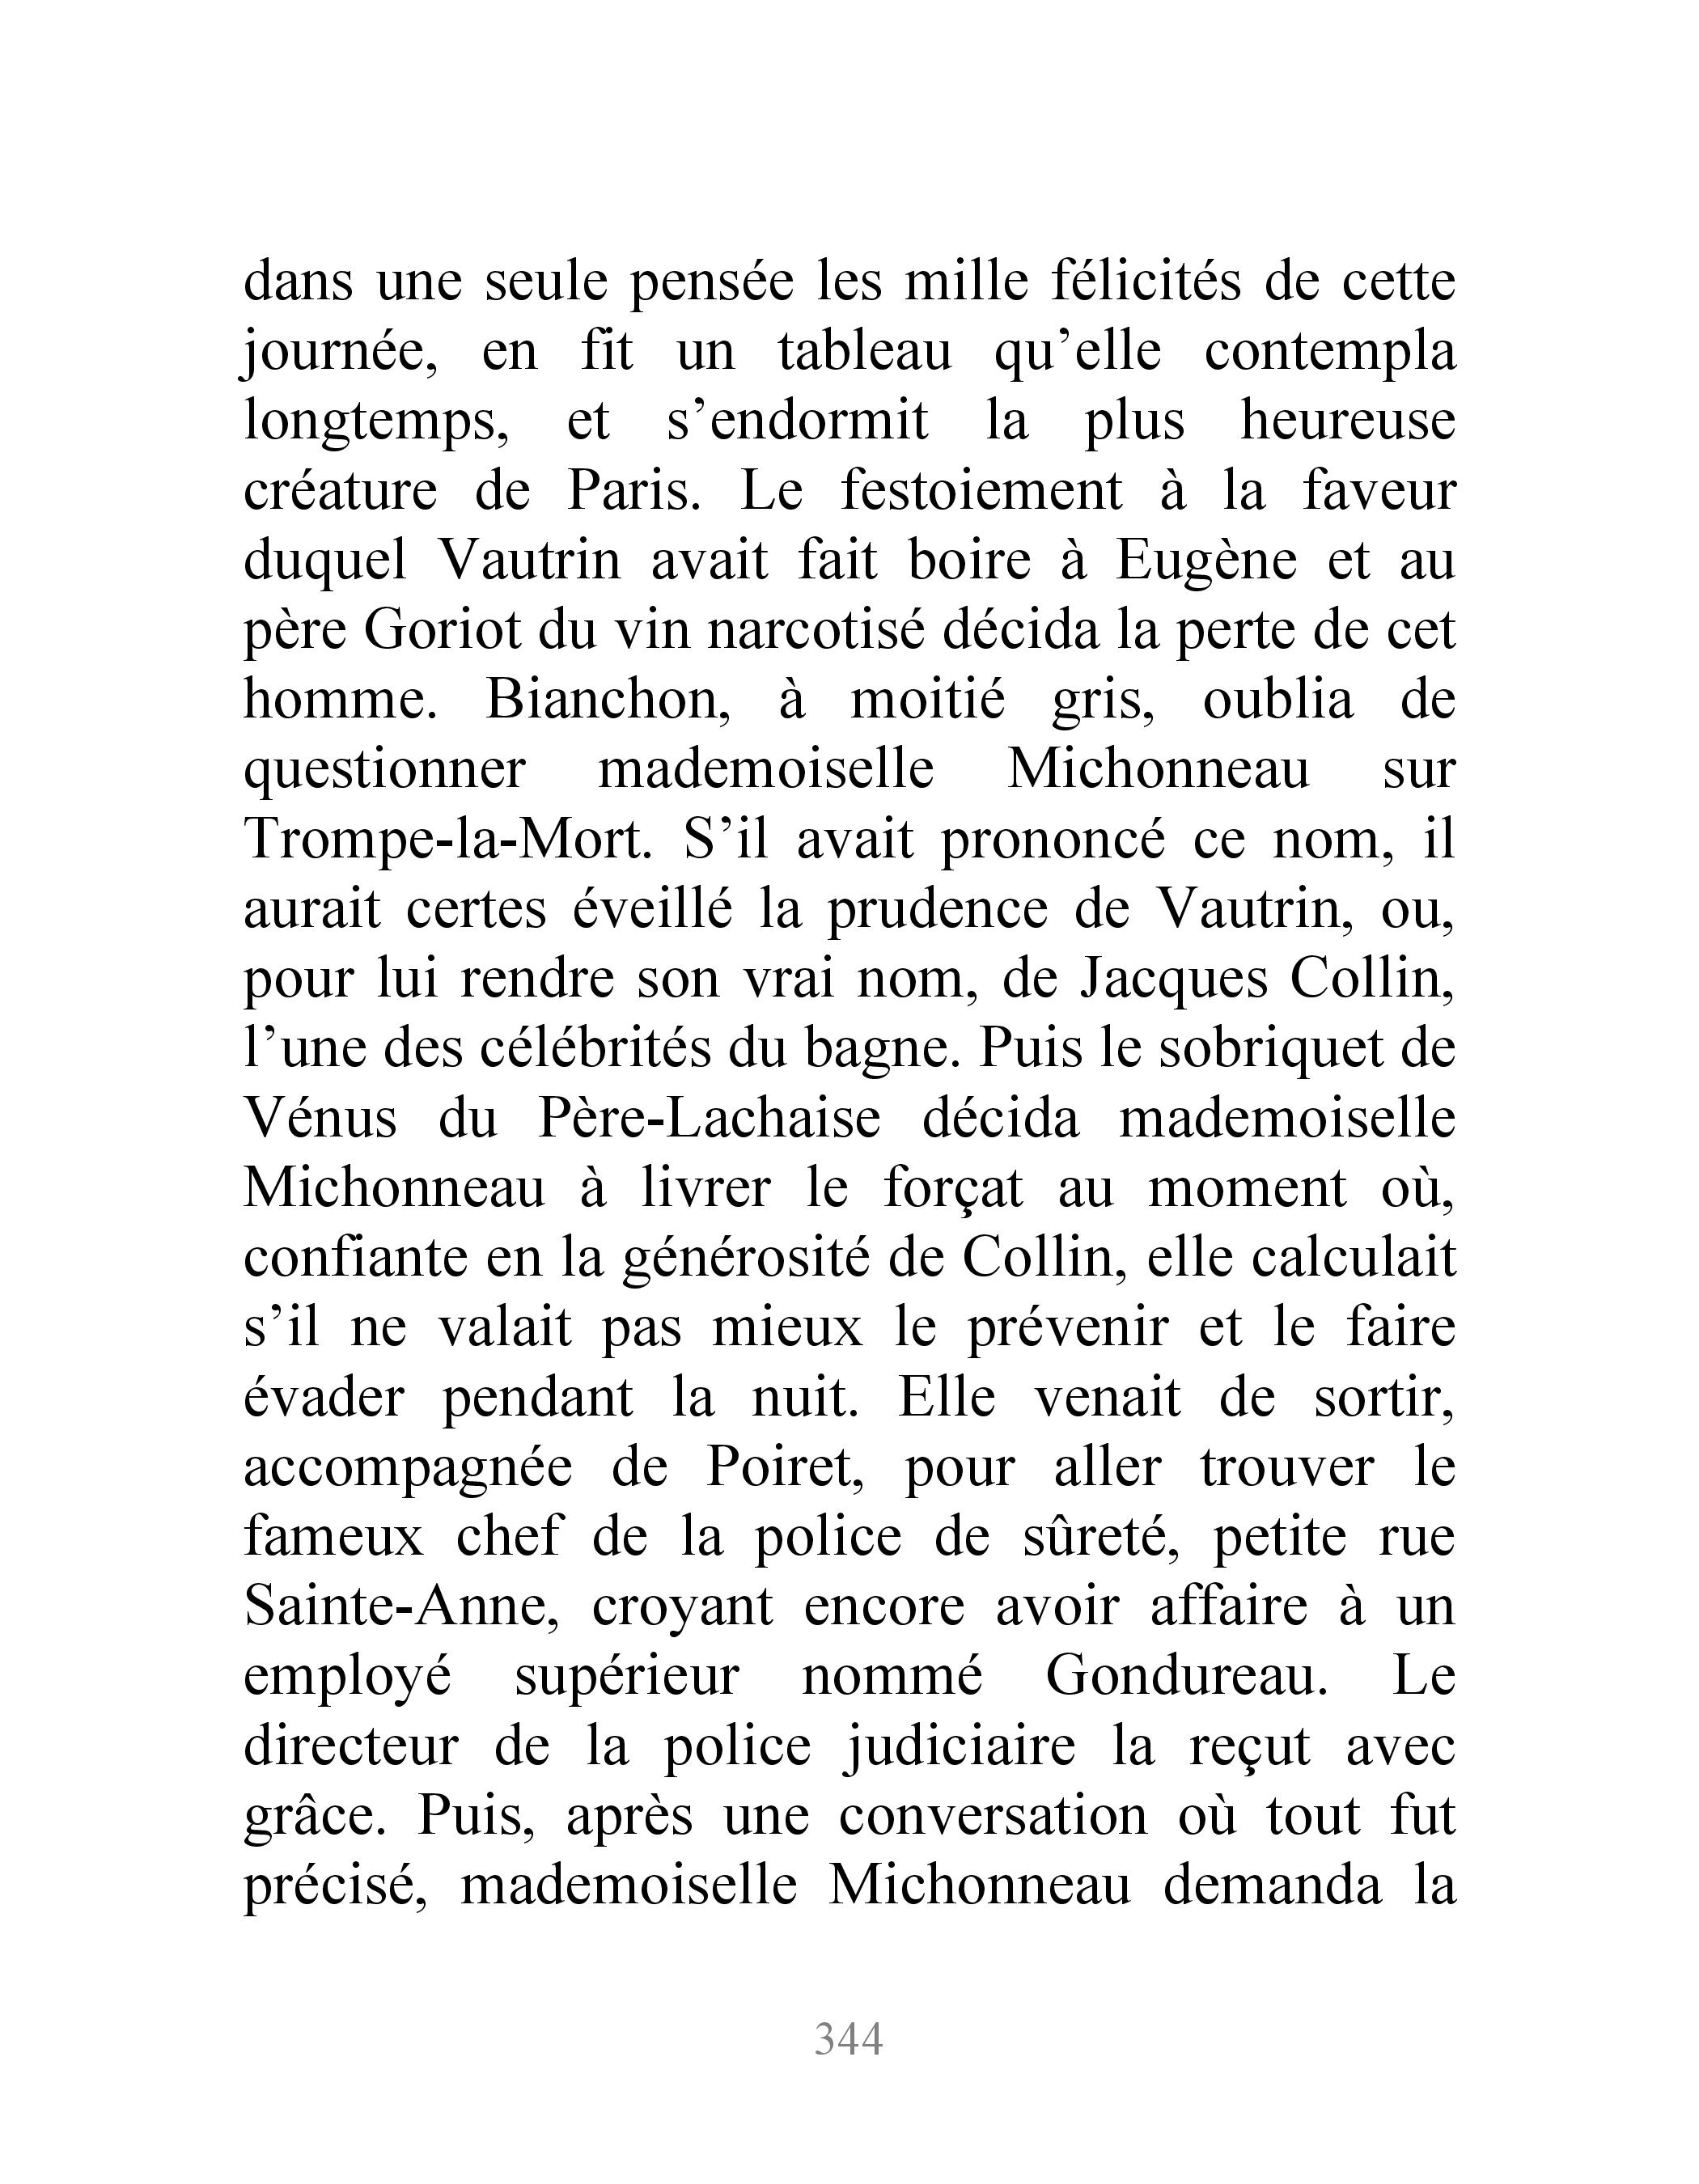 dans une seule pensée les mille félicités de cette
journée, en fit un tableau qu’elle contempla
longtemps, et s’endormit la plus heureuse
créature de Paris. Le festoiement à la faveur
duquel Vautrin avait fait boire à Eugène et au
père Goriot du vin narcotisé décida la perte de cet
homme. Bianchon, à moitié gris, oublia de
questionner mademoiselle Michonneau sur
Trompe-la-Mort. S’il avait prononcé ce nom, il
aurait certes éveillé la prudence de Vautrin, ou,
pour lui rendre son vrai nom, de Jacques Collin,
l’une des célébrités du bagne. Puis le sobriquet de
Vénus du Père-Lachaise décida mademoiselle
Michonneau à livrer le forçat au moment où,
confiante en la générosité de Collin, elle calculait
s’il ne valait pas mieux le prévenir et le faire
évader pendant la nuit. Elle venait de sortir,
accompagnée de Poiret, pour aller trouver le
fameux chef de la police de sûreté, petite rue
Sainte-Anne, croyant encore avoir affaire à un
employé supérieur nommé Gondureau. Le
directeur de la police judiciaire la reçut avec
grâce. Puis, après une conversation où tout fut
précisé, mademoiselle Michonneau demanda la
344